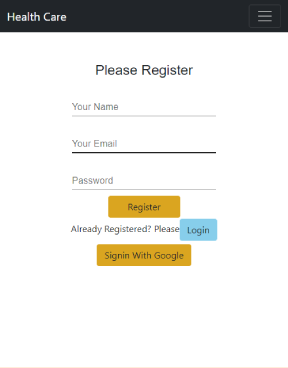 Health Care
Please Register
Your Name
Your Email
Password
Register
Already Registered? Please Login
Signin With Google